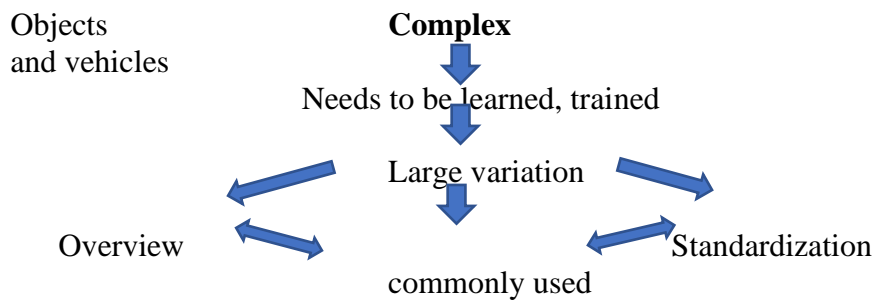 Objects
and vehicles
Complex
Needs to be learned, trained
Large variation
Overview
Standardization
commonly used